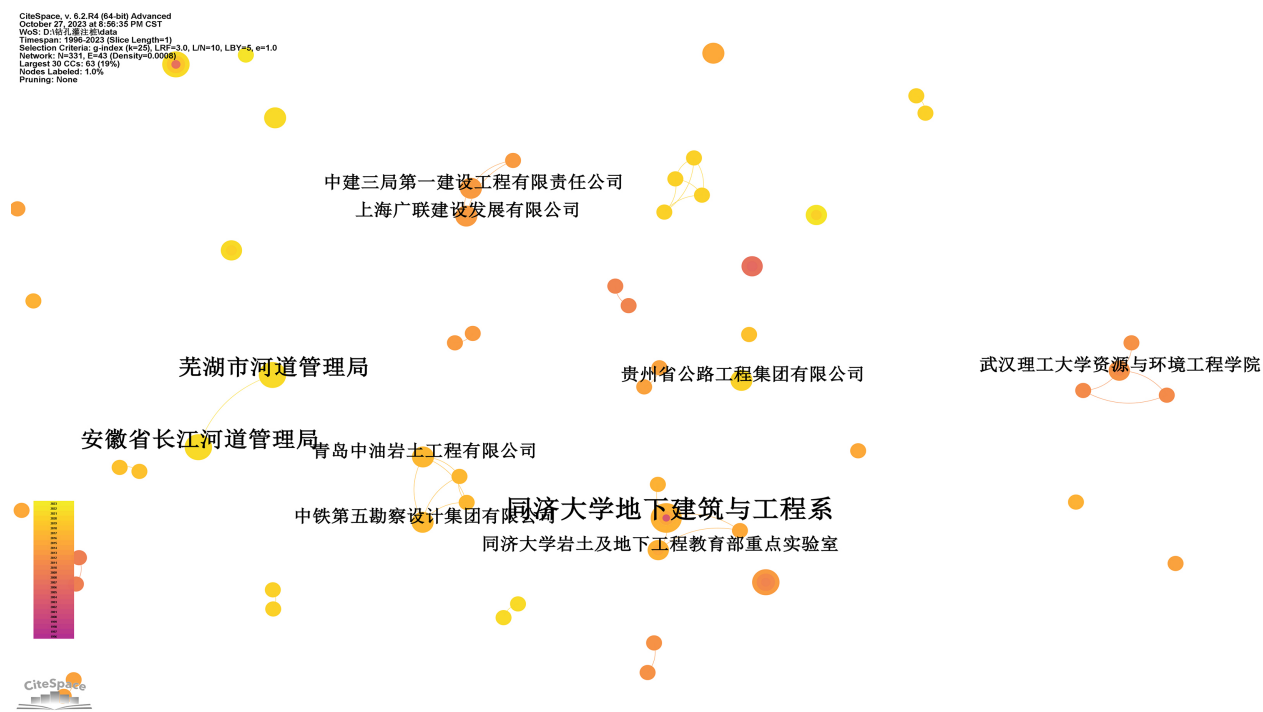 CiteSpace, v. 6.2.R4 (64-bit) Advanced
October 27, 2023 at 8:56:35 PM CST
WoS: D:\钻孔灌注桩\data
Timespan: 1996-2023 (Slice Length=1)
Selection Criteria: g-index (k=25), LRF=3.0, L/N=10, LBY=5, e=1.0
Network: N=331, E=43 (Density=0.0008)
Largest 30 CCs: 63 (19%)
Nodes Labeled: 1.0%
Pruning: None
中建三局第一建设工程有限责任公司
上海广联建设发展有限公司
芜湖市河道管理局
贵州省公路工程集团有限公司
武汉理工大学资源与环境工程学院
安徽省长江河道管理局
青岛中油岩土工程有限公司
同济大学地下建筑与工程系
中铁第五勘察设计集团有限公司
同济大学岩土及地下工程教育部重点实验室
CiteSpace